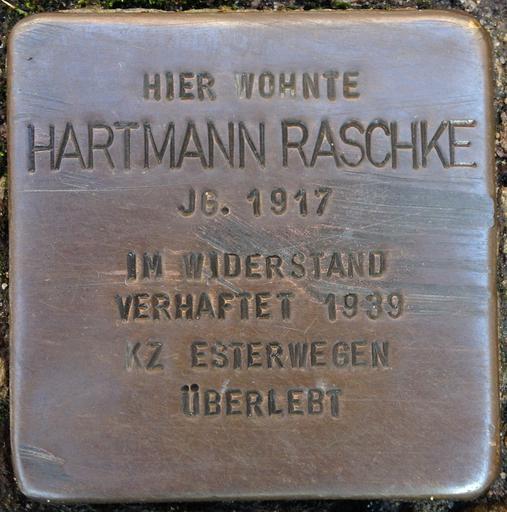 HIER WOHNTE
HARTMANN RASCHKE
JG. 1917
IM WIDERSTAND
VERHAFTET 1939
KZ ESTERWEGEN
ÜBERLEBT